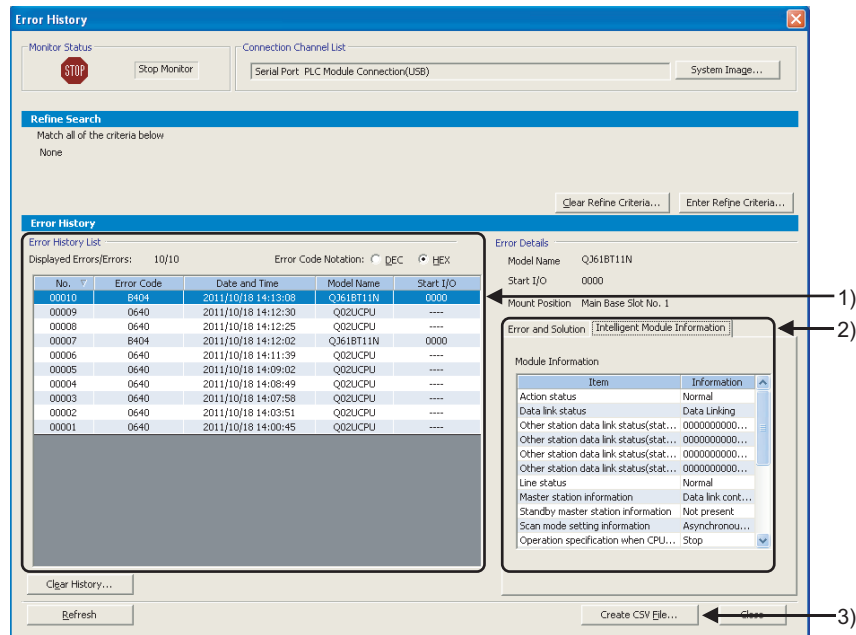 Error History
Monitor Status
STOP
Stop Monitor
Connection Channel List
Serial Port PLC Module Connection(USB)
System Image...
Refine Search
Match all of the criteria below
None
Clear Refine Criteria...
Enter Refine Criteria...
Error History
Error History List
Displayed Errors/Errors: 10/10
Error Code Notation: DEC HEX
No. Error Code Date and Time Model Name Start I/O
00010 B404 2011/10/18 14:13:08 QJ61BT11N 0000
00009 0640 2011/10/18 14:12:30 Q02UCPU ----
00008 0640 2011/10/18 14:12:25 Q02UCPU ----
00007 B404 2011/10/18 14:12:02 QJ61BT11N 0000
00006 0640 2011/10/18 14:11:39 Q02UCPU ----
00005 0640 2011/10/18 14:09:02 Q02UCPU ----
00004 0640 2011/10/18 14:08:49 Q02UCPU ----
00003 0640 2011/10/18 14:07:58 Q02UCPU ----
00002 0640 2011/10/18 14:03:51 Q02UCPU ----
00001 0640 2011/10/18 14:00:45 Q02UCPU ----
Clear History...
Refresh
Error Details
Model Name QJ61BT11N
Start I/O 0000
Mount Position Main Base Slot No. 1
1)
Error and Solution Intelligent Module Information
2)
Module Information
Item Information
Action status Normal
Data link status Data Linking
Other station data link status(stat... 0000000000...
Other station data link status(stat... 0000000000...
Other station data link status(stat... 0000000000...
Other station data link status(stat... 0000000000...
Line status Normal
Master station information Data link cont...
Standby master station information Not present
Scan mode setting information Asynchronou...
Operation specification when CPU... Stop
Create CSV File...
Close
3)